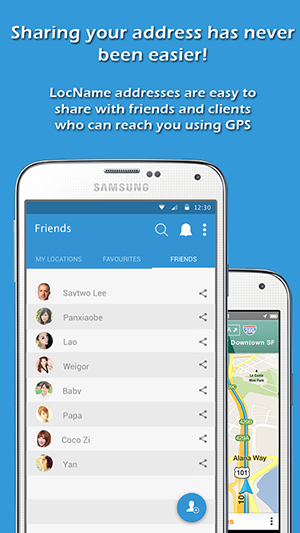 Sharing your address has never
been easier!
LocName addresses are easy to
share with friends and clients
who can reach you using GPS
SAMSUNG
12:30
Friends
MY LOCATIONS
FAVOURITES
FRIENDS
Savtwo Lee
Panxiaobe
Lao
Weigor
Babv
Papa
Coco Zi
Yan
280
Downtown SF
Alana Way
101
101